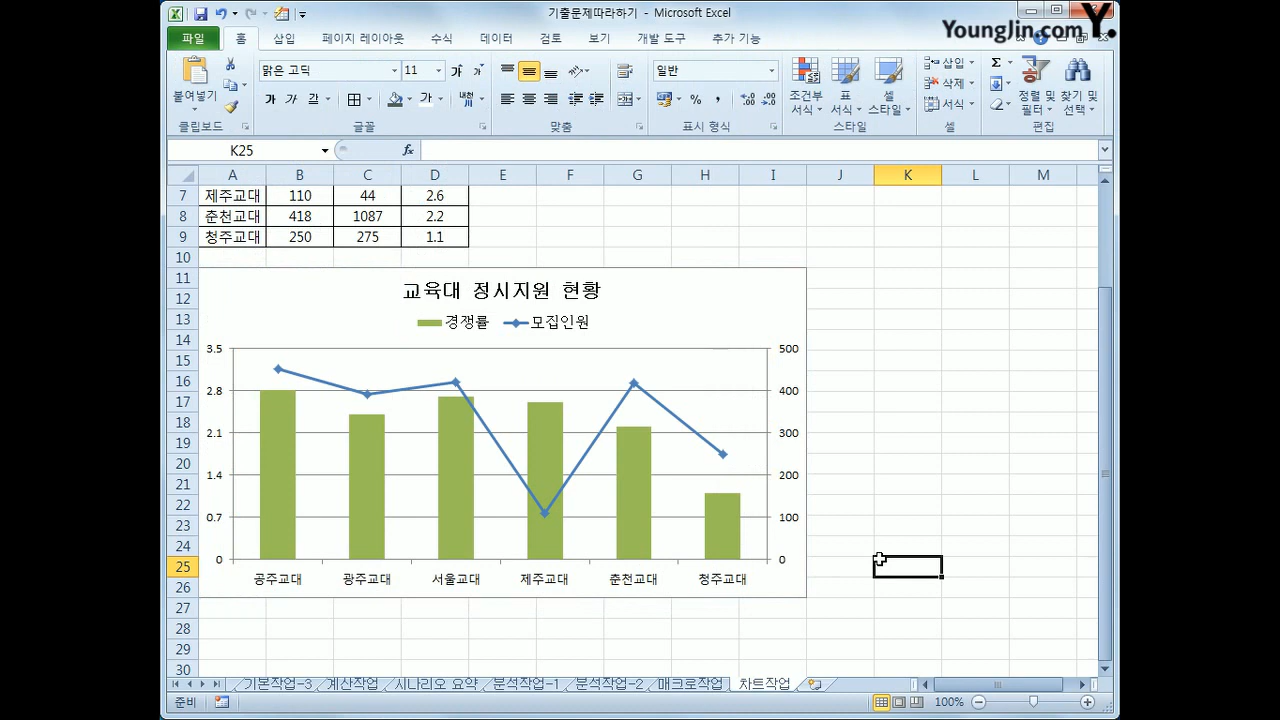 기출문제따라하기 - Microsoft Excel
YoungJin.com Y.
파일 홈 삽입 페이지 레이아웃 수식 데이터 검토 보기 개발 도구 추가 기능
붙여넣기 맑은 고딕 11 일반 조건부 서식 표 서식 셀 스타일 삽입 삭제 서식 정렬 및 필터 찾기 및 선택
가 가 가 가 내천
클립보드 글꼴 맞춤 표시 형식 스타일 셀 편집
K25 fx
A B C D E F G H I J K L M
7 제주교대 110 44 2.6
8 춘천교대 418 1087 2.2
9 청주교대 250 275 1.1
10
11
12
13
14
15
16
17
18
19
20
21
22
23
24
25
26
27
28
29
30
교육대 정시지원 현황
경쟁률 모집인원
3.5 500
2.8 400
2.1 300
1.4 200
0.7 100
0 0
공주교대 광주교대 서울교대 제주교대 춘천교대 청주교대
기본작업-3 계산작업 시나리오 요약 분석작업-1 분석작업-2 매크로작업 차트작업
준비 100%